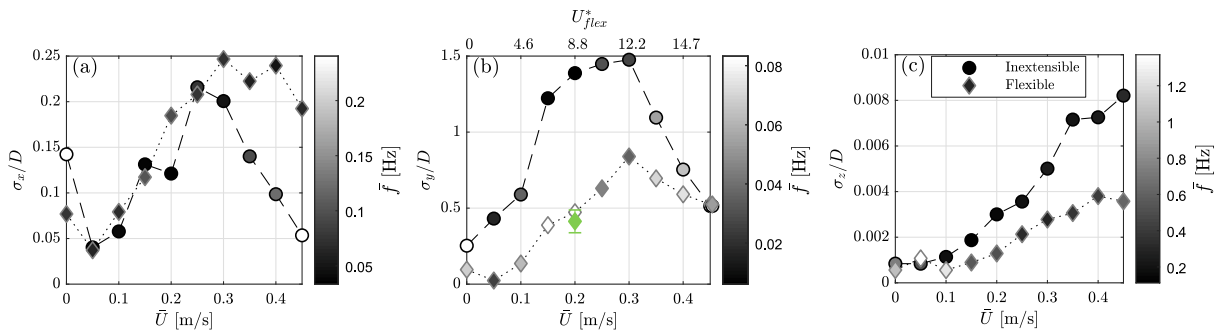 (a)
0.25
0.2
0.15
0.1
0.05
0
σ_x/D
0 0.1 0.2 0.3 0.4
Ū [m/s]
0.2
0.15
0.1
0.05
f̄ [Hz]
U*_flex
0 4.6 8.8 12.2 14.7
(b)
1.5
1
0.5
0
σ_y/D
0 0.1 0.2 0.3 0.4
Ū [m/s]
0.08
0.06
0.04
0.02
f̄ [Hz]
(c)
Inextensible
Flexible
0.01
0.008
0.006
0.004
0.002
0
σ_z/D
0 0.1 0.2 0.3 0.4
Ū [m/s]
1.2
1
0.8
0.6
0.4
0.2
f̄ [Hz]